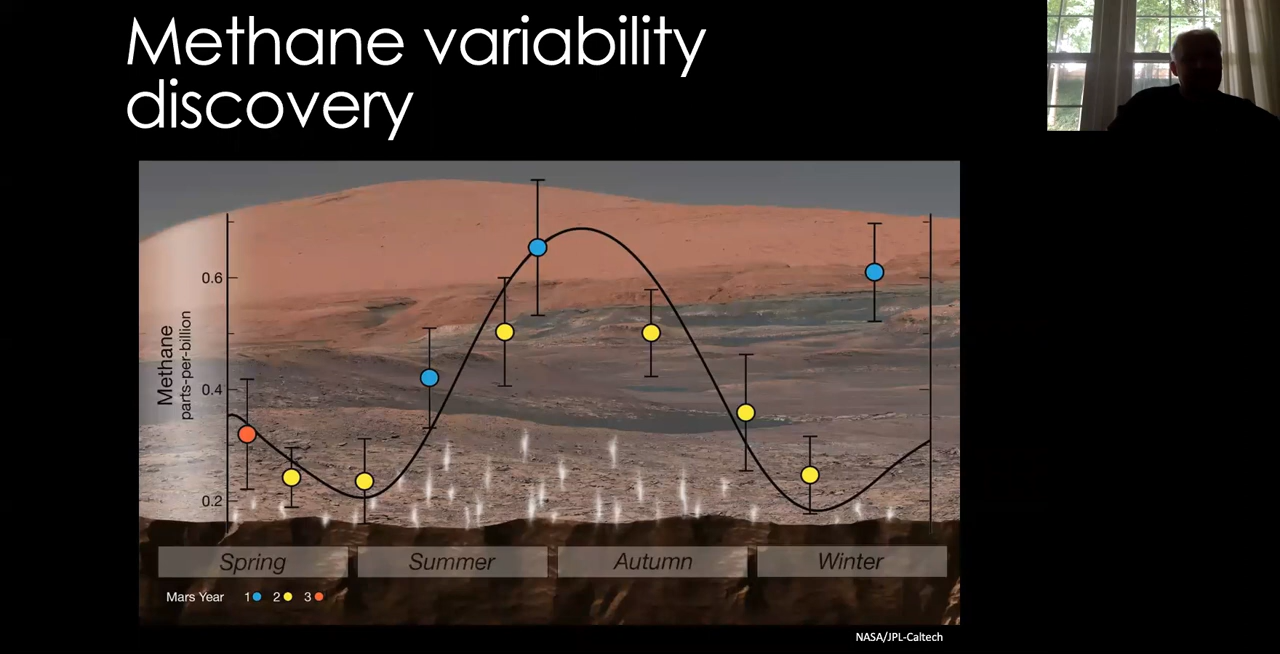 Methane variability
discovery
Methane
parts-per-billion
0.6
0.4
0.2
Spring Summer Autumn Winter
Mars Year 1 2 3
NASA/JPL-Caltech